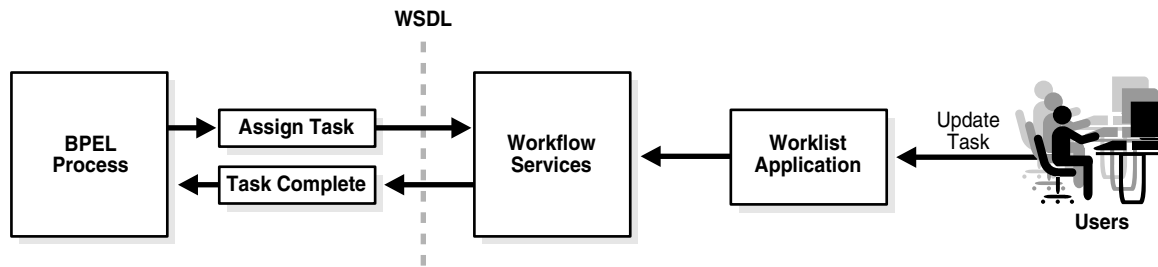 WSDL
BPEL
Process
Assign Task
Task Complete
Workflow
Services
Worklist
Application
Update
Task
Users